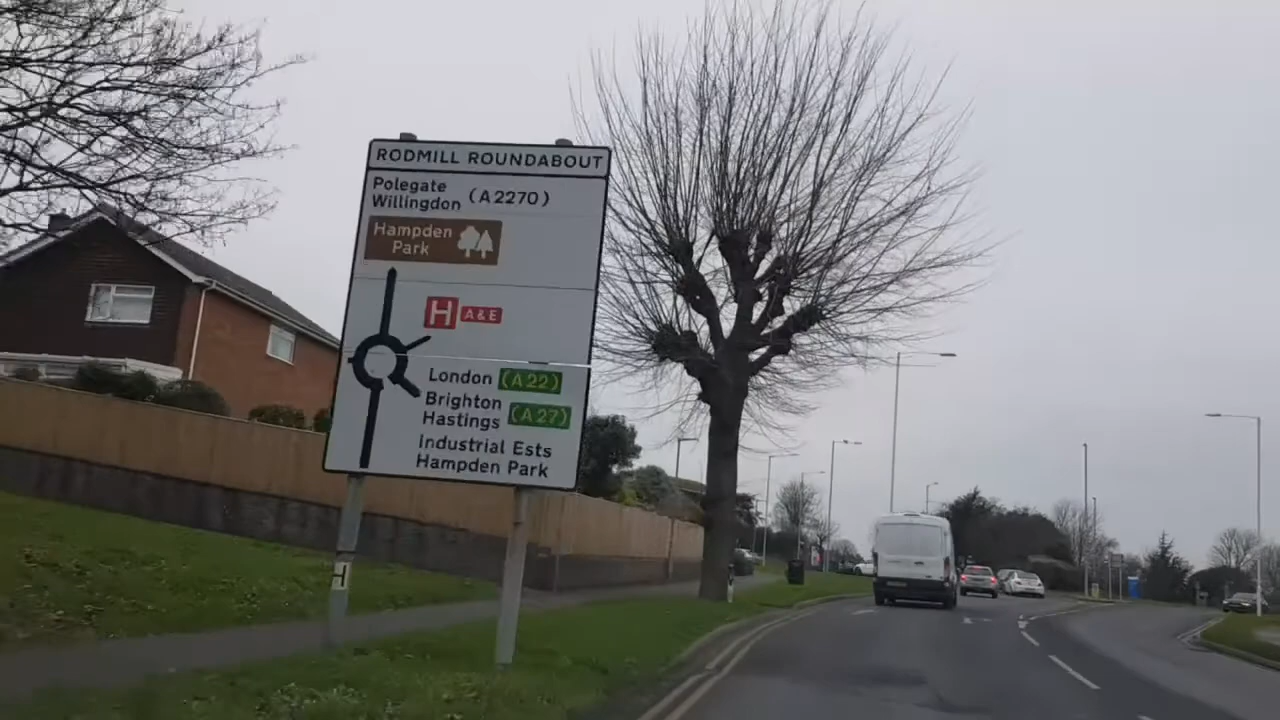 RODMILL ROUNDABOUT
Polegate
Willingdon (A2270)
Hampden
Park
H A&E
London (A22)
Brighton
Hastings (A27)
Industrial Ests
Hampden Park
H